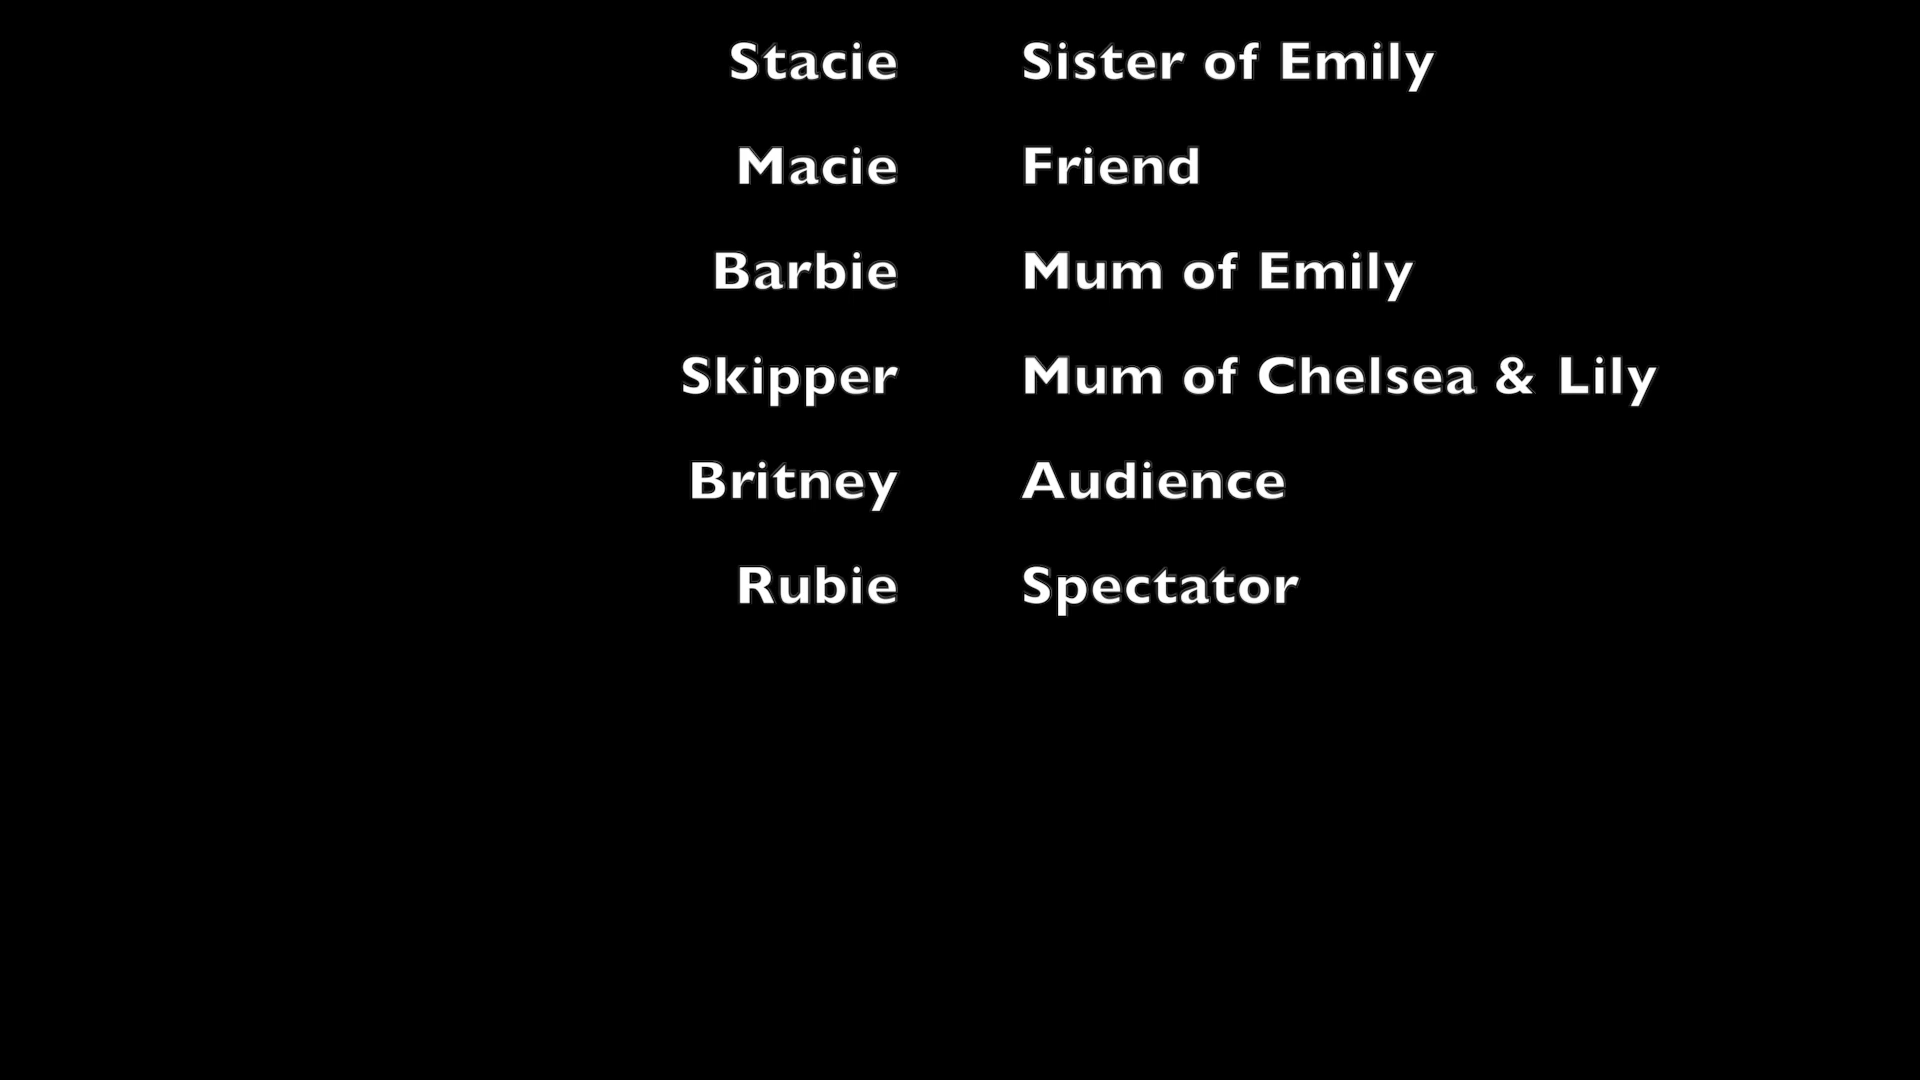 Stacie Sister of Emily
Macie Friend
Barbie Mum of Emily
Skipper Mum of Chelsea & Lily
Britney Audience
Rubie Spectator